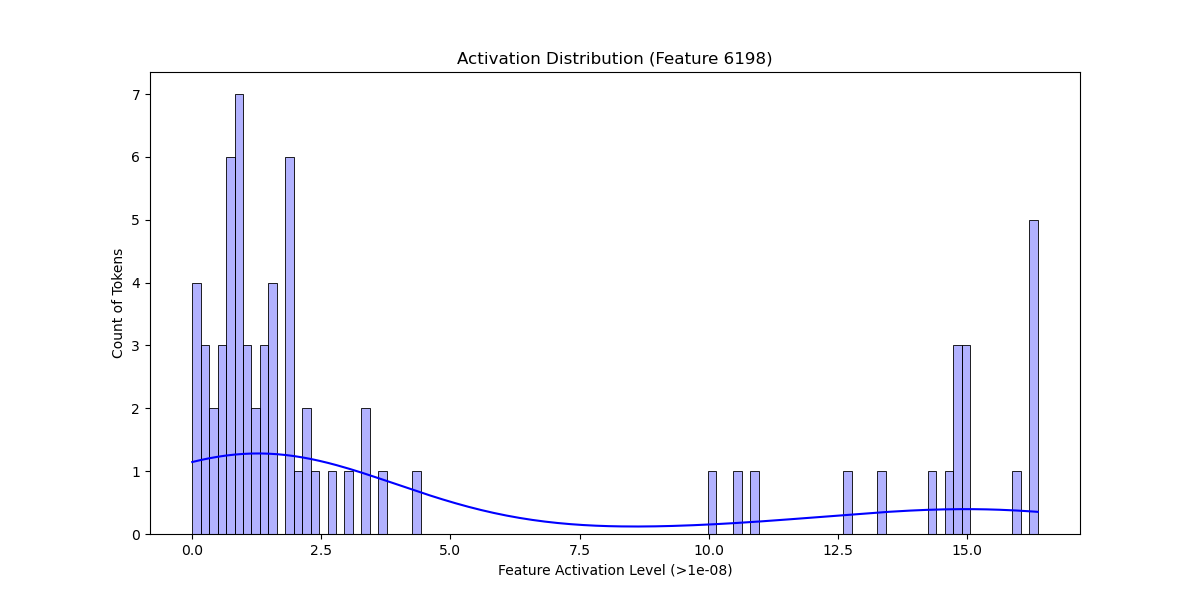 Activation Distribution (Feature 6198)
7
6
5
4
3
2
1
0
Count of Tokens
0.0 2.5 5.0 7.5 10.0 12.5 15.0
Feature Activation Level (>1e-08)